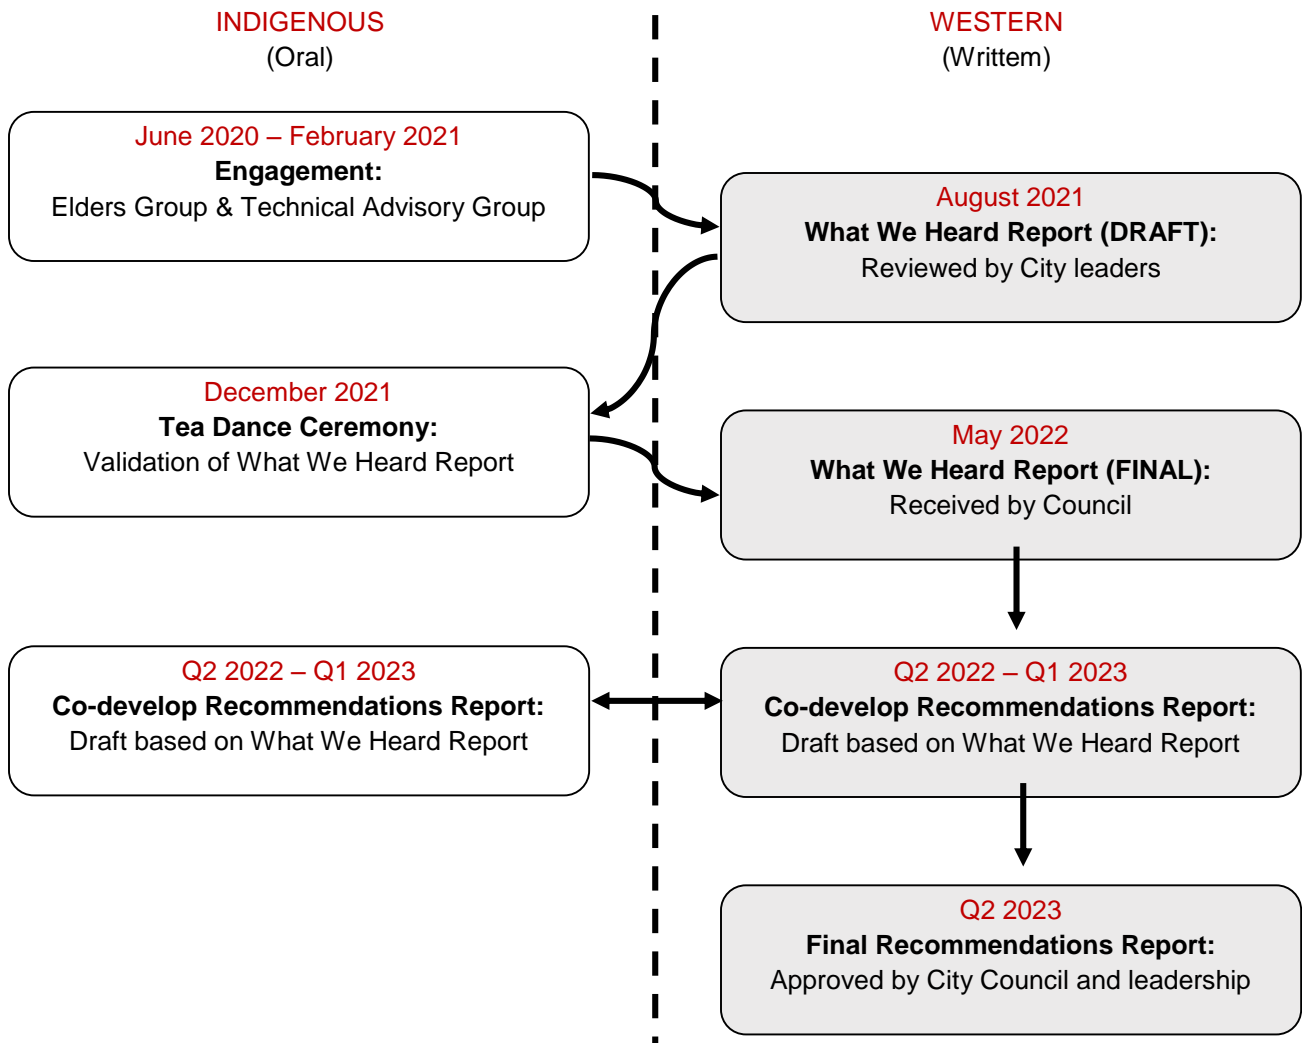 INDIGENOUS
(Oral)
WESTERN
(Writtem)
June 2020 – February 2021
Engagement:
Elders Group & Technical Advisory Group
August 2021
What We Heard Report (DRAFT):
Reviewed by City leaders
December 2021
Tea Dance Ceremony:
Validation of What We Heard Report
May 2022
What We Heard Report (FINAL):
Received by Council
Q2 2022 – Q1 2023
Co-develop Recommendations Report:
Draft based on What We Heard Report
Q2 2022 – Q1 2023
Co-develop Recommendations Report:
Draft based on What We Heard Report
Q2 2023
Final Recommendations Report:
Approved by City Council and leadership